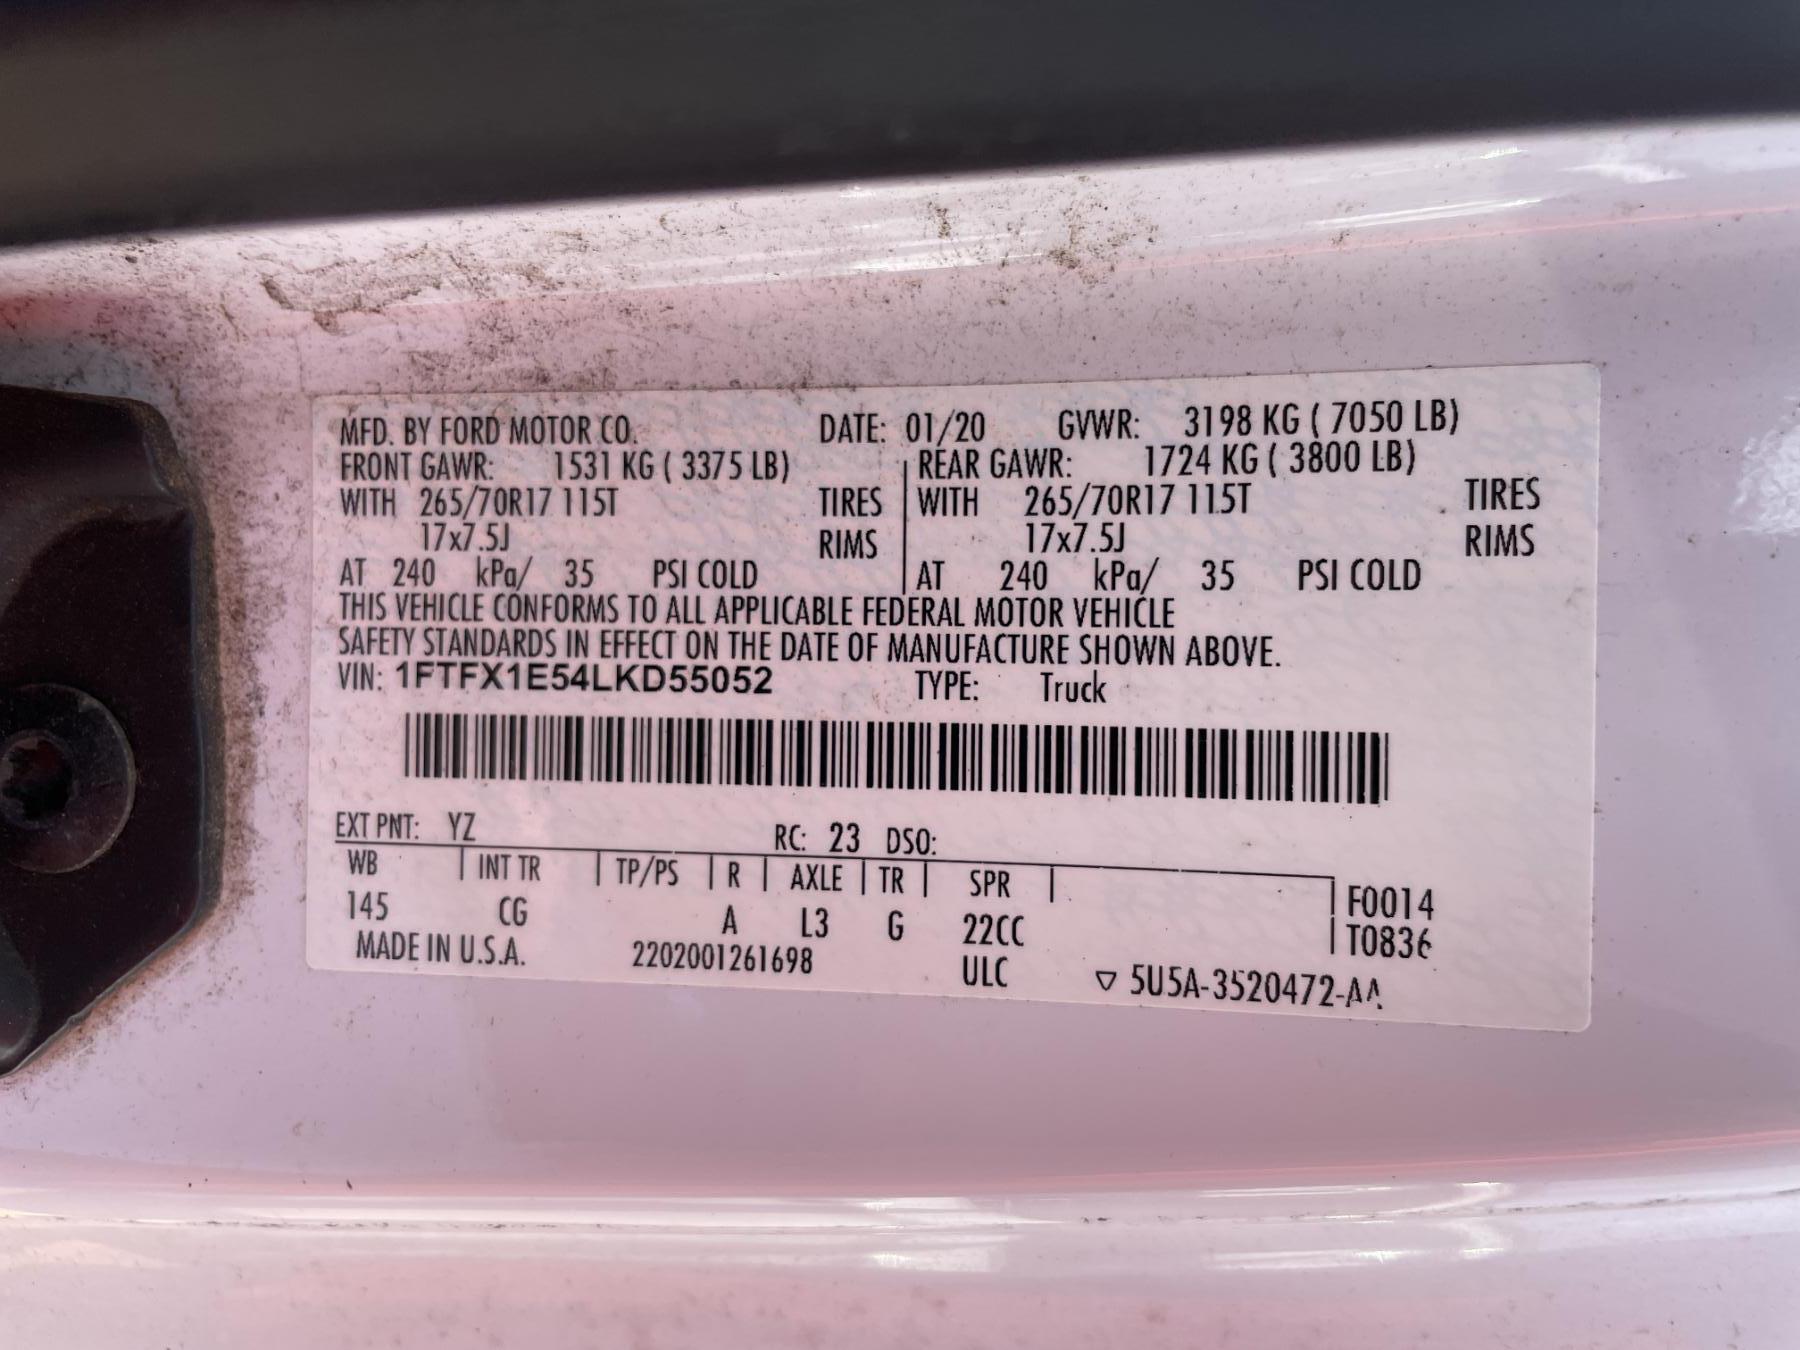 MFD. BY FORD MOTOR CO. DATE: 01/20 GVWR: 3198 KG ( 7050 LB)
FRONT GAWR: 1531 KG ( 3375 LB) REAR GAWR: 1724 KG ( 3800 LB)
WITH 265/70R17 115T TIRES WITH 265/70R17 115T TIRES
17x7.5J RIMS 17x7.5J RIMS
AT 240 kPa/ 35 PSI COLD AT 240 kPa/ 35 PSI COLD
THIS VEHICLE CONFORMS TO ALL APPLICABLE FEDERAL MOTOR VEHICLE
SAFETY STANDARDS IN EFFECT ON THE DATE OF MANUFACTURE SHOWN ABOVE.
VIN: 1FTFX1E54LKD55052 TYPE: Truck
EXT PNT: YZ RC: 23 DSO:
WB INT TR TP/PS R AXLE TR SPR F0014
145 CG A L3 G 22CC T0836
MADE IN U.S.A. 2202001261698 ULC ▽ 5U5A-3520472-AA